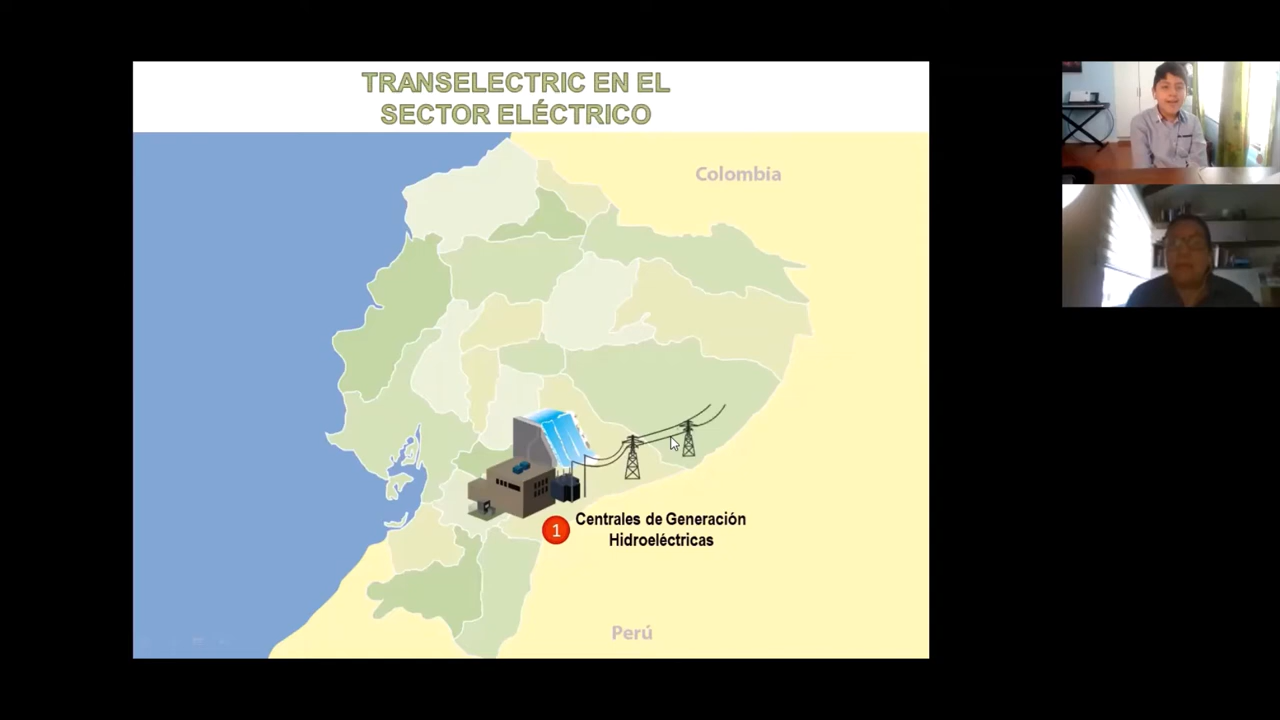 TRANSELECTRIC EN EL
SECTOR ELÉCTRICO
Colombia
1
Centrales de Generación
Hidroeléctricas
Perú